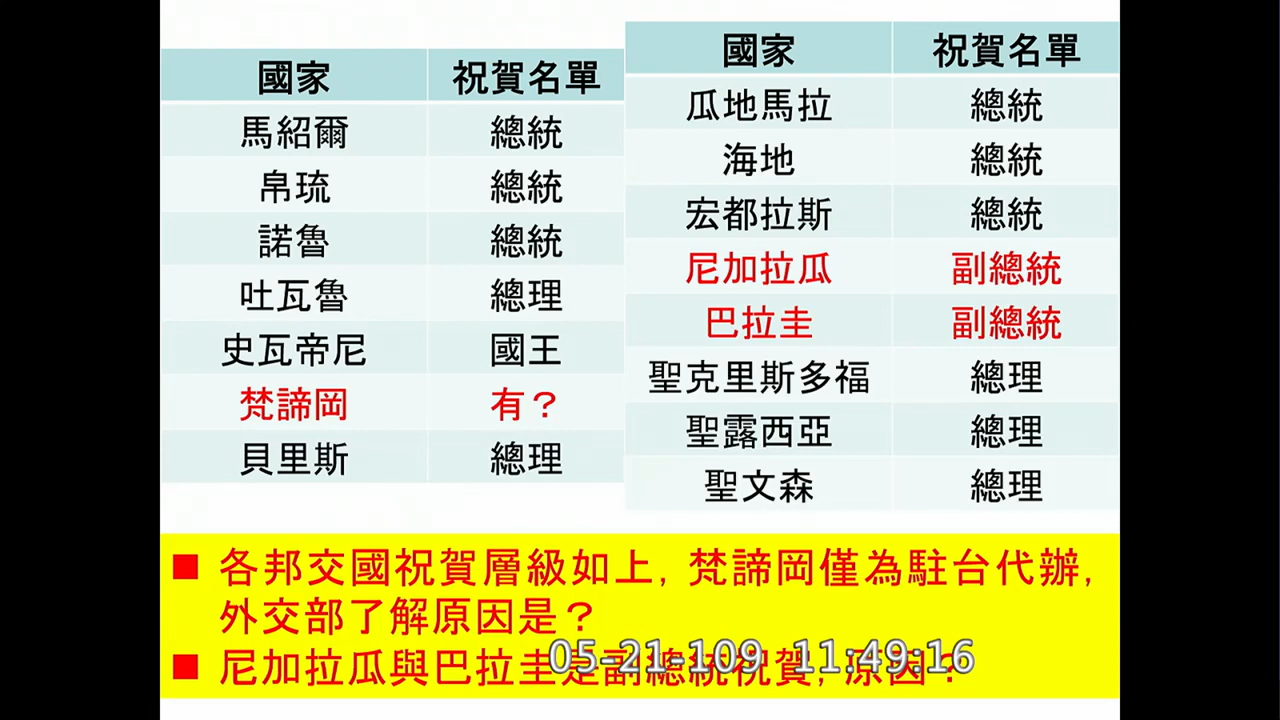 國家 祝賀名單
馬紹爾 總統
帛琉 總統
諾魯 總統
吐瓦魯 總理
史瓦帝尼 國王
梵諦岡 有？
貝里斯 總理
國家 祝賀名單
瓜地馬拉 總統
海地 總統
宏都拉斯 總統
尼加拉瓜 副總統
巴拉圭 副總統
聖克里斯多福 總理
聖露西亞 總理
聖文森 總理
■ 各邦交國祝賀層級如上, 梵諦岡僅為駐台代辦,
外交部了解原因是？
■ 尼加拉瓜與巴拉圭是副總統祝賀, 原因？
05-21-109 11:49:16